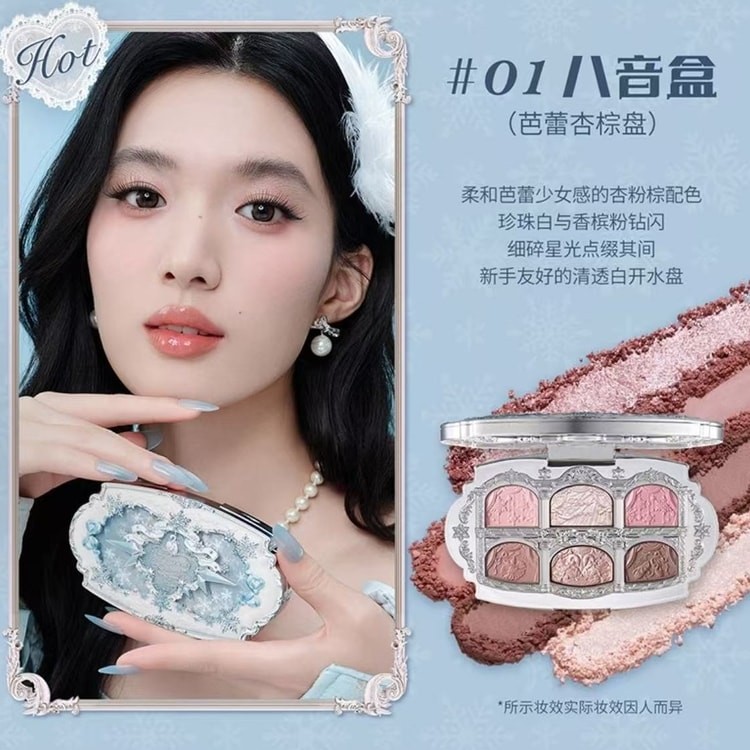 Hot
#01 八音盒
（芭蕾杏棕盘）
柔和芭蕾少女感的杏粉棕配色
珍珠白与香槟粉钻闪
细碎星光点缀其间
新手友好的清透白开水盘
*所示妆效实际妆效因人而异